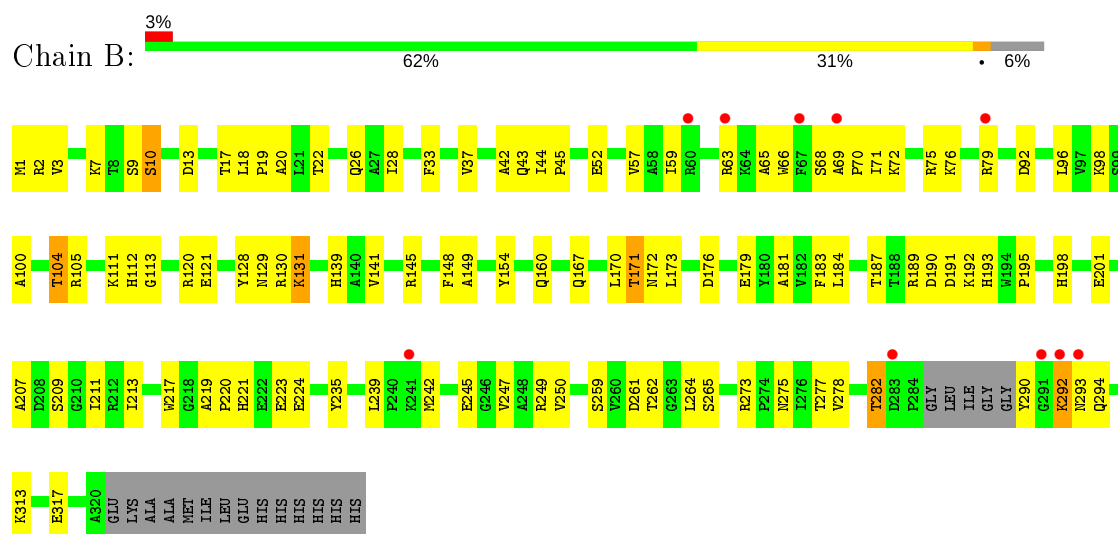 3%
Chain B:
62% 31% • 6%
M1 R2 V3 K7 T8 S9 S10 D13 T17 L18 P19 A20 L21 T22 Q26 A27 I28 F33 V37 A42 Q43 I44 P45 E52 V57 A58 I59 R60 R63 K64 A65 W66 F67 S68 A69 P70 I71 K72 R75 K76 R79 D92 L96 V97 K98 S99
A100 T104 R105 K111 H112 G113 R120 E121 Y128 N129 R130 K131 H139 A140 V141 R145 F148 A149 Y154 Q160 Q167 L170 T171 N172 L173 D176 E179 Y180 A181 V182 F183 L184 T187 T188 R189 D190 D191 K192 H193 W194 P195 H198 E201
A207 D208 S209 G210 I211 R212 I213 W217 G218 A219 P220 H221 E222 E223 E224 Y235 L239 P240 K241 M242 E245 G246 V247 A248 R249 V250 S259 V260 D261 T262 G263 L264 S265 R273 P274 N275 I276 T277 V278 T282 D283 P284 GLY LEU ILE GLY GLY Y290 G291 K292 N293 Q294
K313 E317 A320 GLU LYS ALA ALA MET ILE LEU GLU HIS HIS HIS HIS HIS HIS